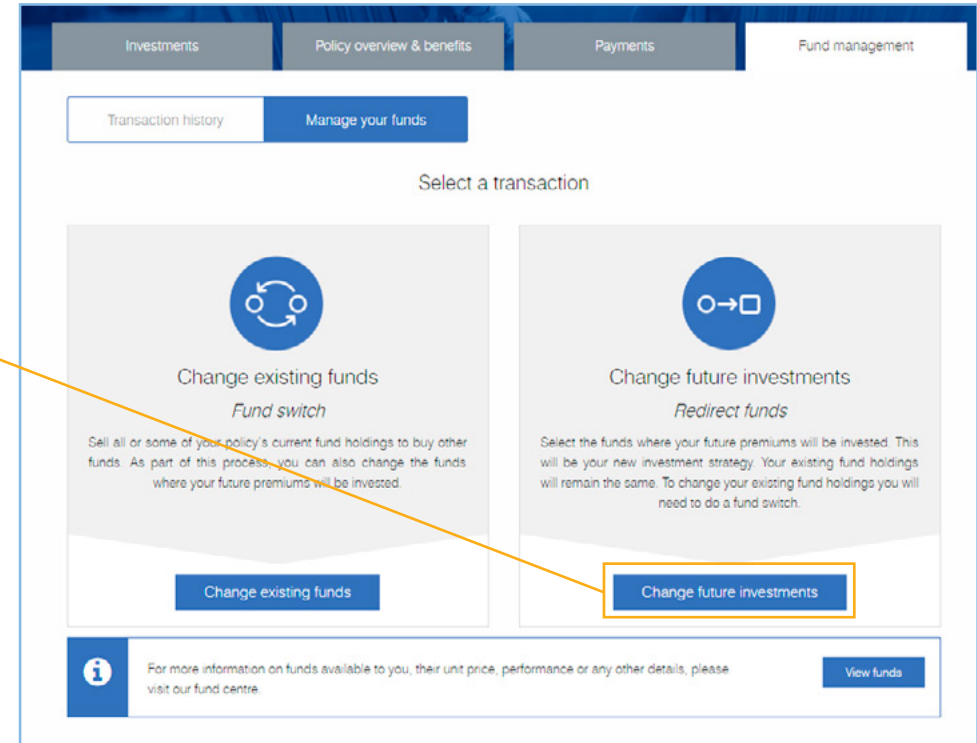 Investments
Policy overview & benefits
Payments
Fund management
Transaction history
Manage your funds
Select a transaction
Change existing funds
Fund switch
Sell all or some of your policy's current fund holdings to buy other
funds. As part of this process, you can also change the funds
where your future premiums will be invested.
Change existing funds
Change future investments
Redirect funds
Select the funds where your future premiums will be invested. This
will be your new investment strategy. Your existing fund holdings
will remain the same. To change your existing fund holdings you will
need to do a fund switch.
Change future investments
For more information on funds available to you, their unit price, performance or any other details, please
visit our fund centre.
View funds